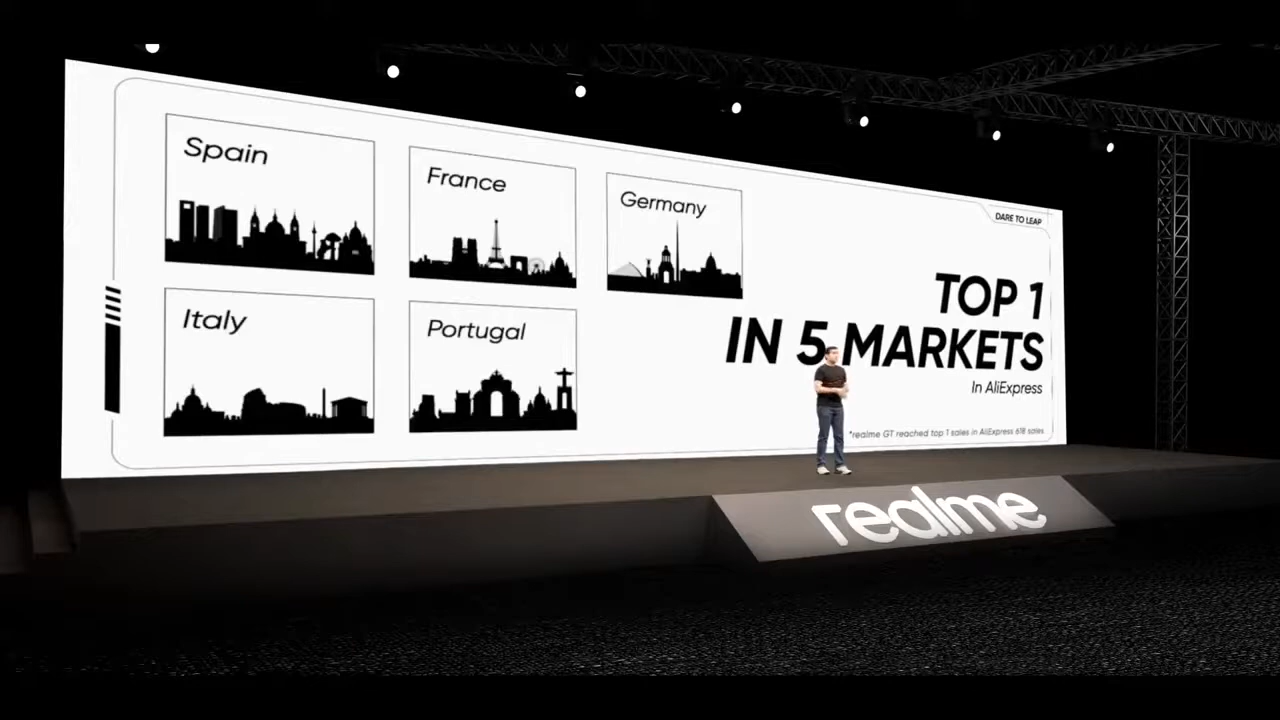 Spain
France
Germany
Italy
Portugal
DARE TO LEAP
TOP 1
IN 5 MARKETS
In AliExpress
*realme GT reached top 1 sales in AliExpress 618 sales
realme